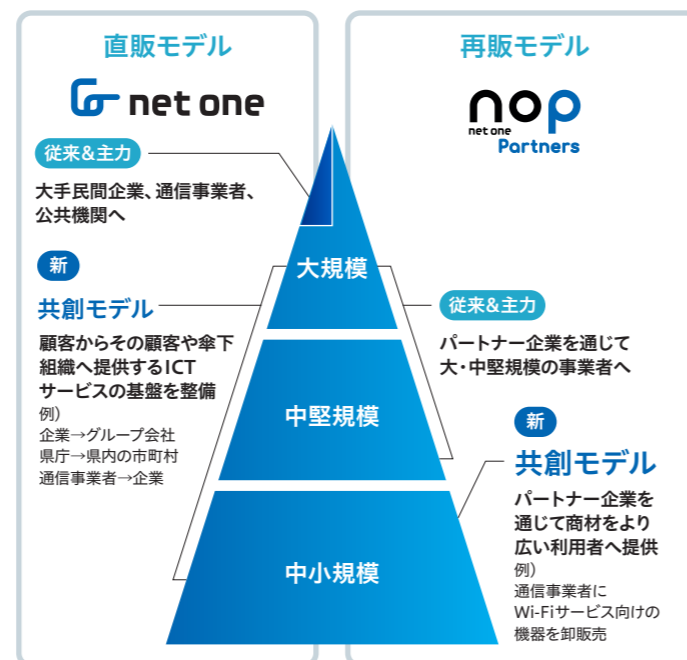 直販モデル
net one
従来&主力
大手民間企業、通信事業者、
公共機関へ
新
共創モデル
顧客からその顧客や傘下
組織へ提供するICT
サービスの基盤を整備
例)
企業→グループ会社
県庁→県内の市町村
通信事業者→企業
大規模
中堅規模
中小規模
再販モデル
nop
net one
Partners
従来&主力
パートナー企業を通じて
大・中堅規模の事業者へ
新
共創モデル
パートナー企業を
通じて商材をより
広い利用者へ提供
例)
通信事業者に
Wi-Fiサービス向けの
機器を卸販売